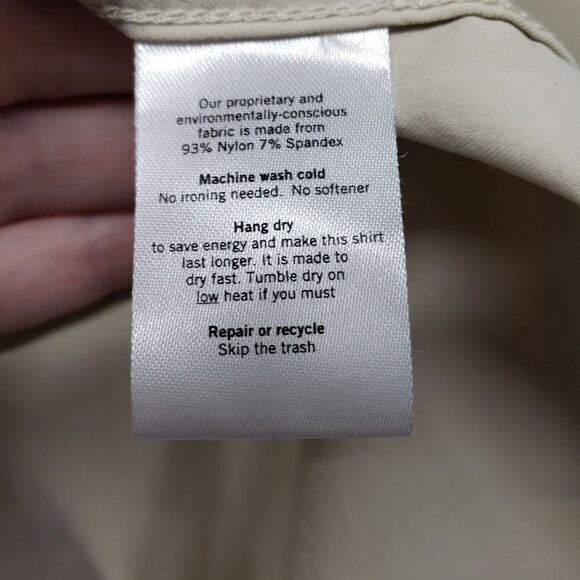 Our proprietary and
environmentally-conscious
fabric is made from
93% Nylon 7% Spandex
Machine wash cold
No ironing needed. No softener
Hang dry
to save energy and make this shirt
last longer. It is made to
dry fast. Tumble dry on
low heat if you must
Repair or recycle
Skip the trash